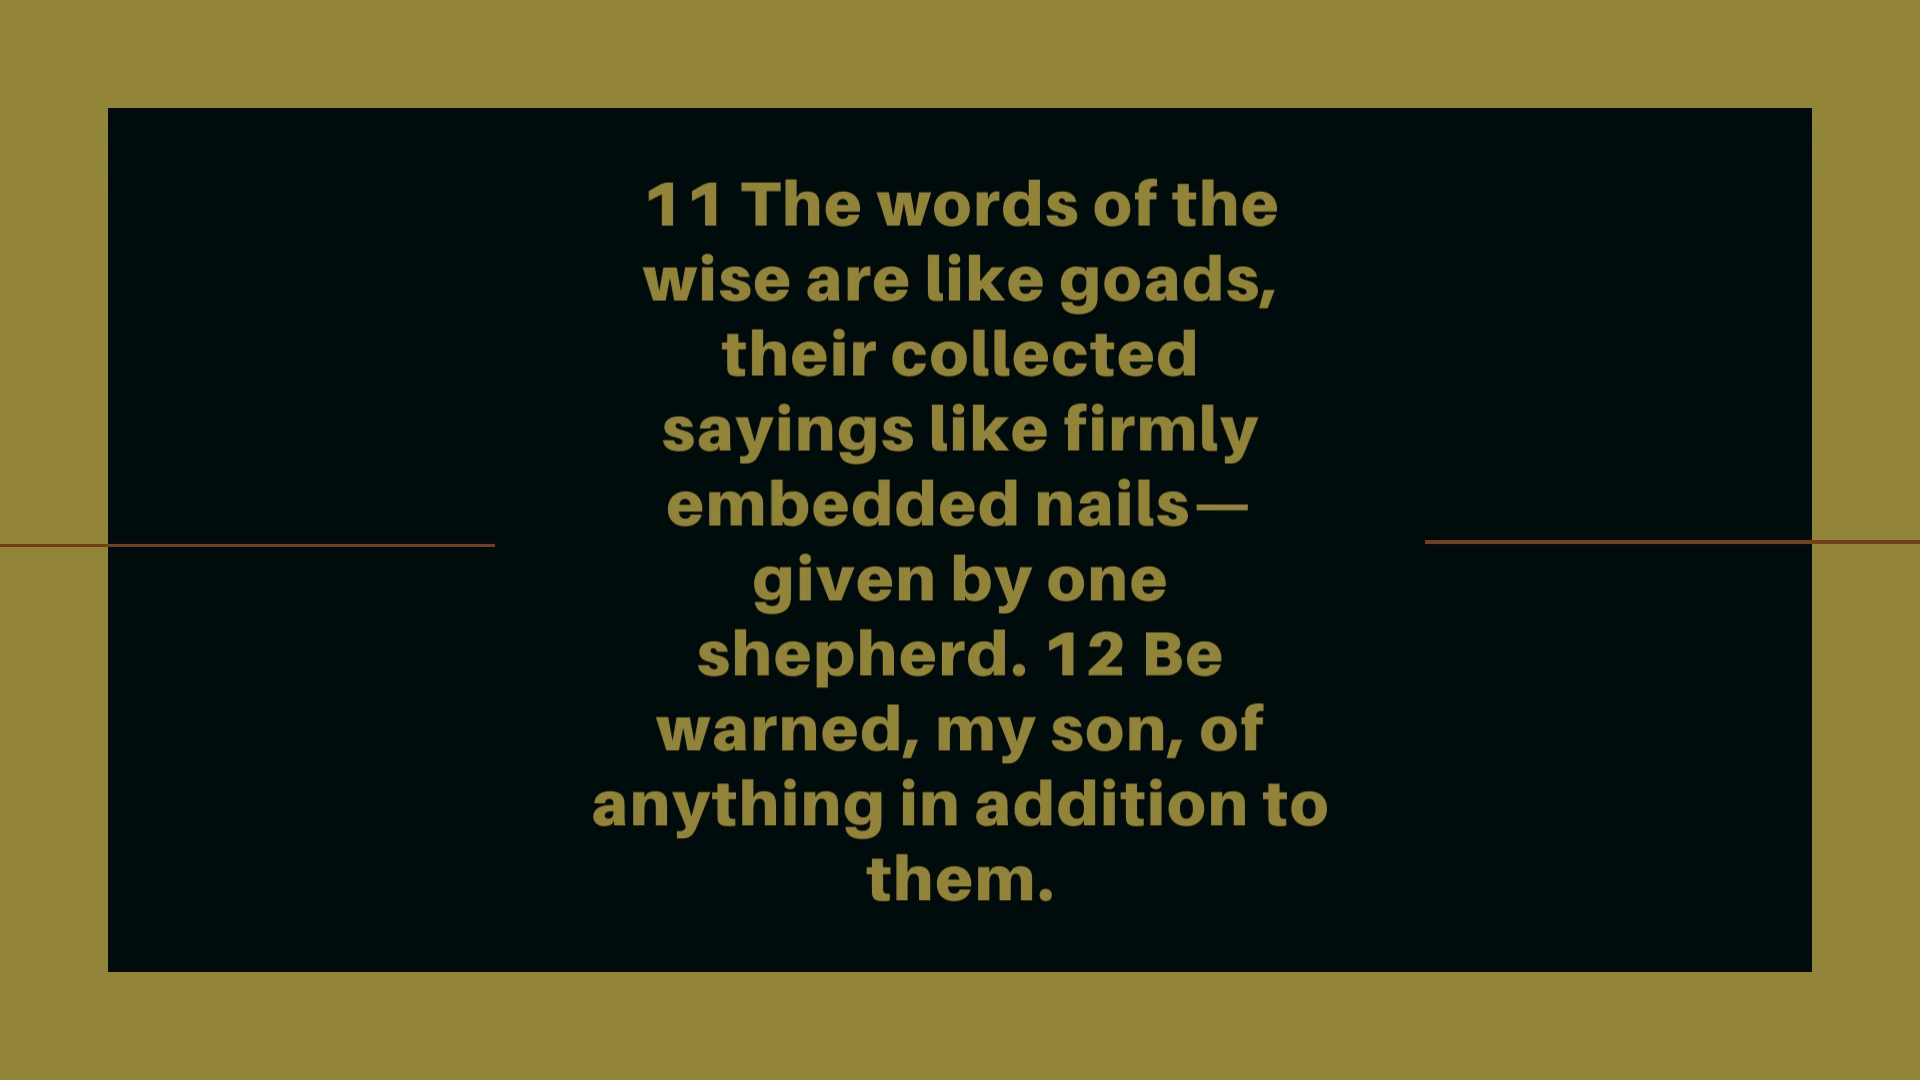 11 The words of the
wise are like goads,
their collected
sayings like firmly
embedded nails—
given by one
shepherd. 12 Be
warned, my son, of
anything in addition to
them.